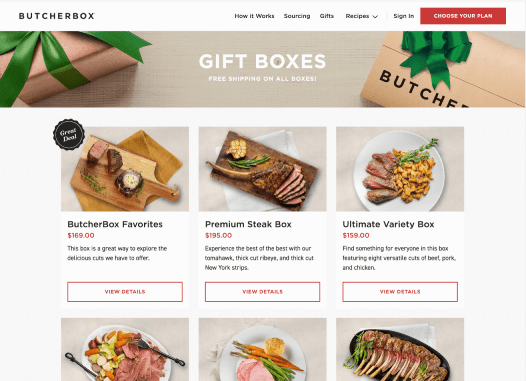 BUTCHERBOX
How it Works Sourcing Gifts Recipes Sign In CHOOSE YOUR PLAN
GIFT BOXES
FREE SHIPPING ON ALL BOXES!
BUTCHERB
Great
Deal
ButcherBox Favorites
$169.00
This box is a great way to explore the
delicious cuts we have to offer.
VIEW DETAILS
Premium Steak Box
$195.00
Experience the best of the best with our
tomahawk, thick cut ribeye, and thick cut
New York strips.
VIEW DETAILS
Ultimate Variety Box
$159.00
Find something for everyone in this box
featuring eight versatile cuts of beef, pork,
and chicken.
VIEW DETAILS